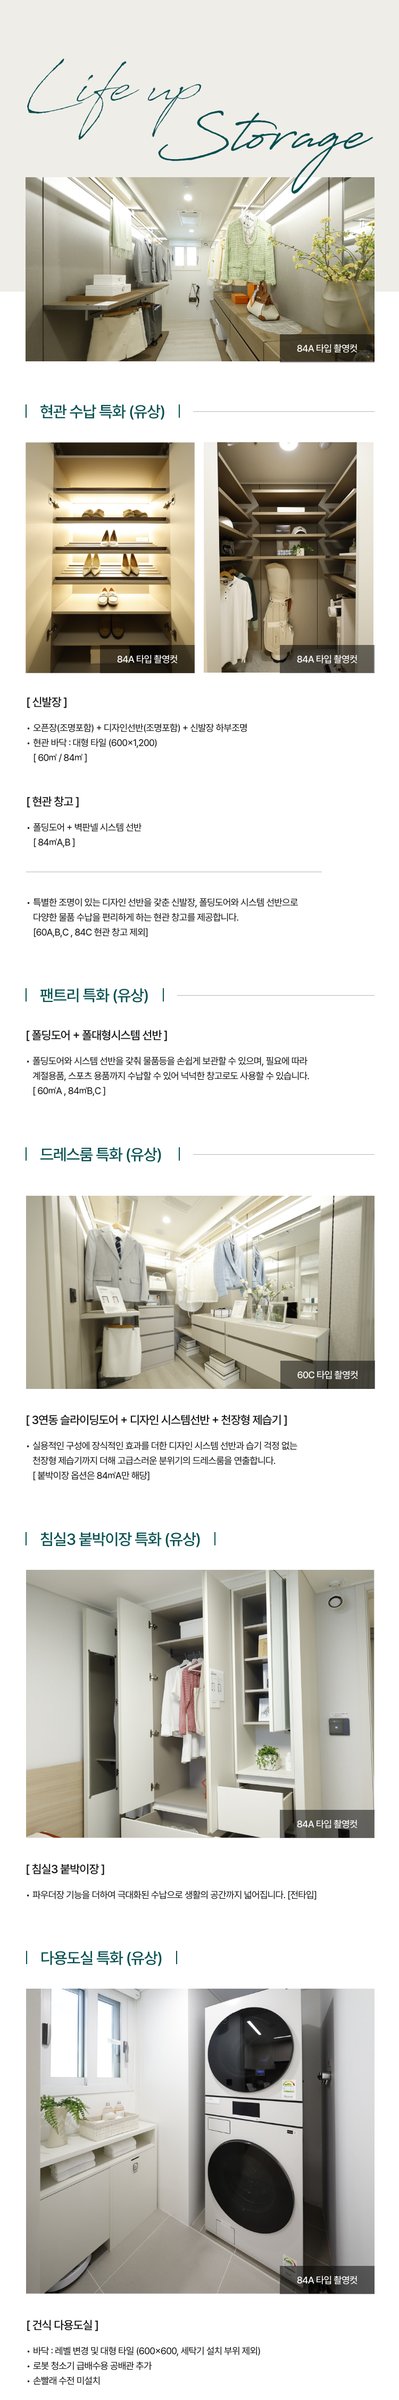 Life up
Storage
84A 타입 촬영컷
현관 수납 특화 (유상)
84A 타입 촬영컷
84A 타입 촬영컷
[ 신발장 ]
• 오픈장(조명포함) + 디자인선반(조명포함) + 신발장 하부조명
• 현관 바닥 : 대형 타일 (600×1,200)
[ 60㎡ / 84㎡ ]
[ 현관 창고 ]
• 폴딩도어 + 벽판넬 시스템 선반
[ 84㎡A,B ]
• 특별한 조명이 있는 디자인 선반을 갖춘 신발장, 폴딩도어와 시스템 선반으로
다양한 물품 수납을 편리하게 하는 현관 창고를 제공합니다.
[60A,B,C , 84C 현관 창고 제외]
팬트리 특화 (유상)
[ 폴딩도어 + 폴대형시스템 선반 ]
• 폴딩도어와 시스템 선반을 갖춰 물품등을 손쉽게 보관할 수 있으며, 필요에 따라
계절용품, 스포츠 용품까지 수납할 수 있어 넉넉한 창고로도 사용할 수 있습니다.
[ 60㎡A , 84㎡B,C ]
드레스룸 특화 (유상)
60C 타입 촬영컷
[ 3연동 슬라이딩도어 + 디자인 시스템선반 + 천장형 제습기 ]
• 실용적인 구성에 장식적인 효과를 더한 디자인 시스템 선반과 습기 걱정 없는
천장형 제습기까지 더해 고급스러운 분위기의 드레스룸을 연출합니다.
[ 붙박이장 옵션은 84㎡A만 해당]
침실3 붙박이장 특화 (유상)
84A 타입 촬영컷
[ 침실3 붙박이장 ]
• 파우더장 기능을 더하여 극대화된 수납으로 생활의 공간까지 넓어집니다. [전타입]
다용도실 특화 (유상)
84A 타입 촬영컷
[ 건식 다용도실 ]
• 바닥 : 레벨 변경 및 대형 타일 (600×600, 세탁기 설치 부위 제외)
• 로봇 청소기 급배수용 공배관 추가
• 손빨래 수전 미설치